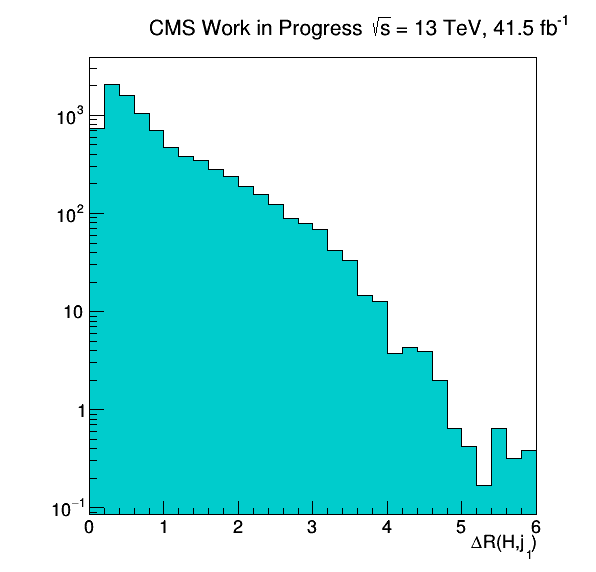 CMS Work in Progress √s = 13 TeV, 41.5 fb⁻¹
10³
10²
10
1
10⁻¹
0 1 2 3 4 5 6
ΔR(H,j₁)